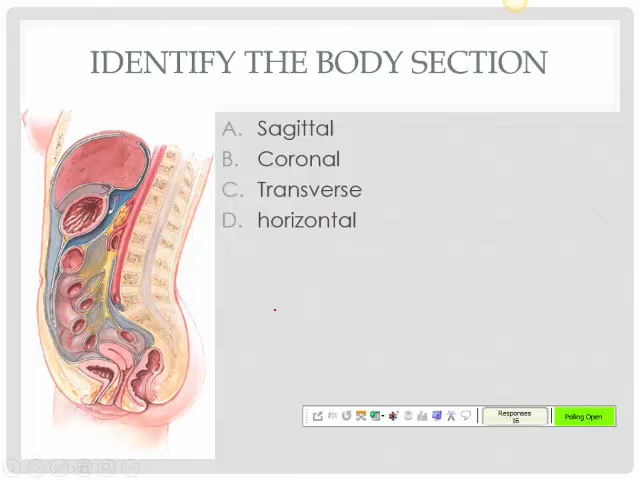 IDENTIFY THE BODY SECTION
A. Sagittal
B. Coronal
C. Transverse
D. horizontal
Responses
16
Polling Open